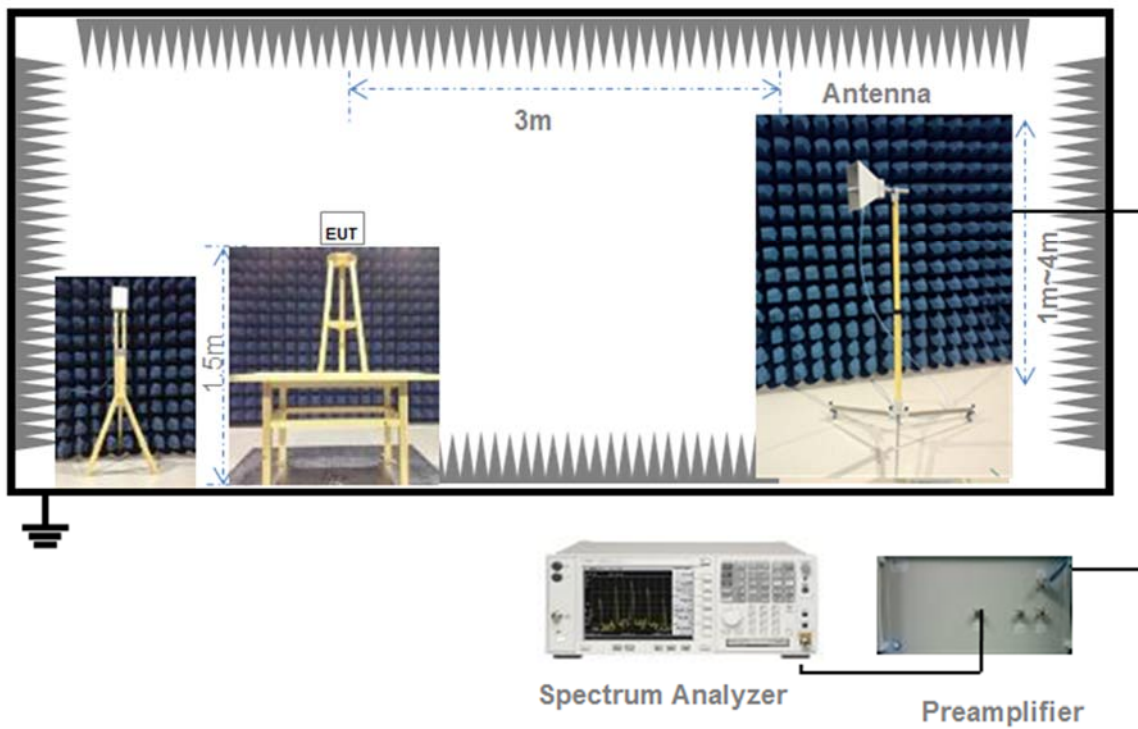 Antenna
3m
EUT
1.5m
1m~4m
Spectrum Analyzer
Preamplifier